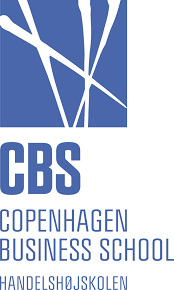 CBS
COPENHAGEN
BUSINESS SCHOOL
HANDELSHØJSKOLEN